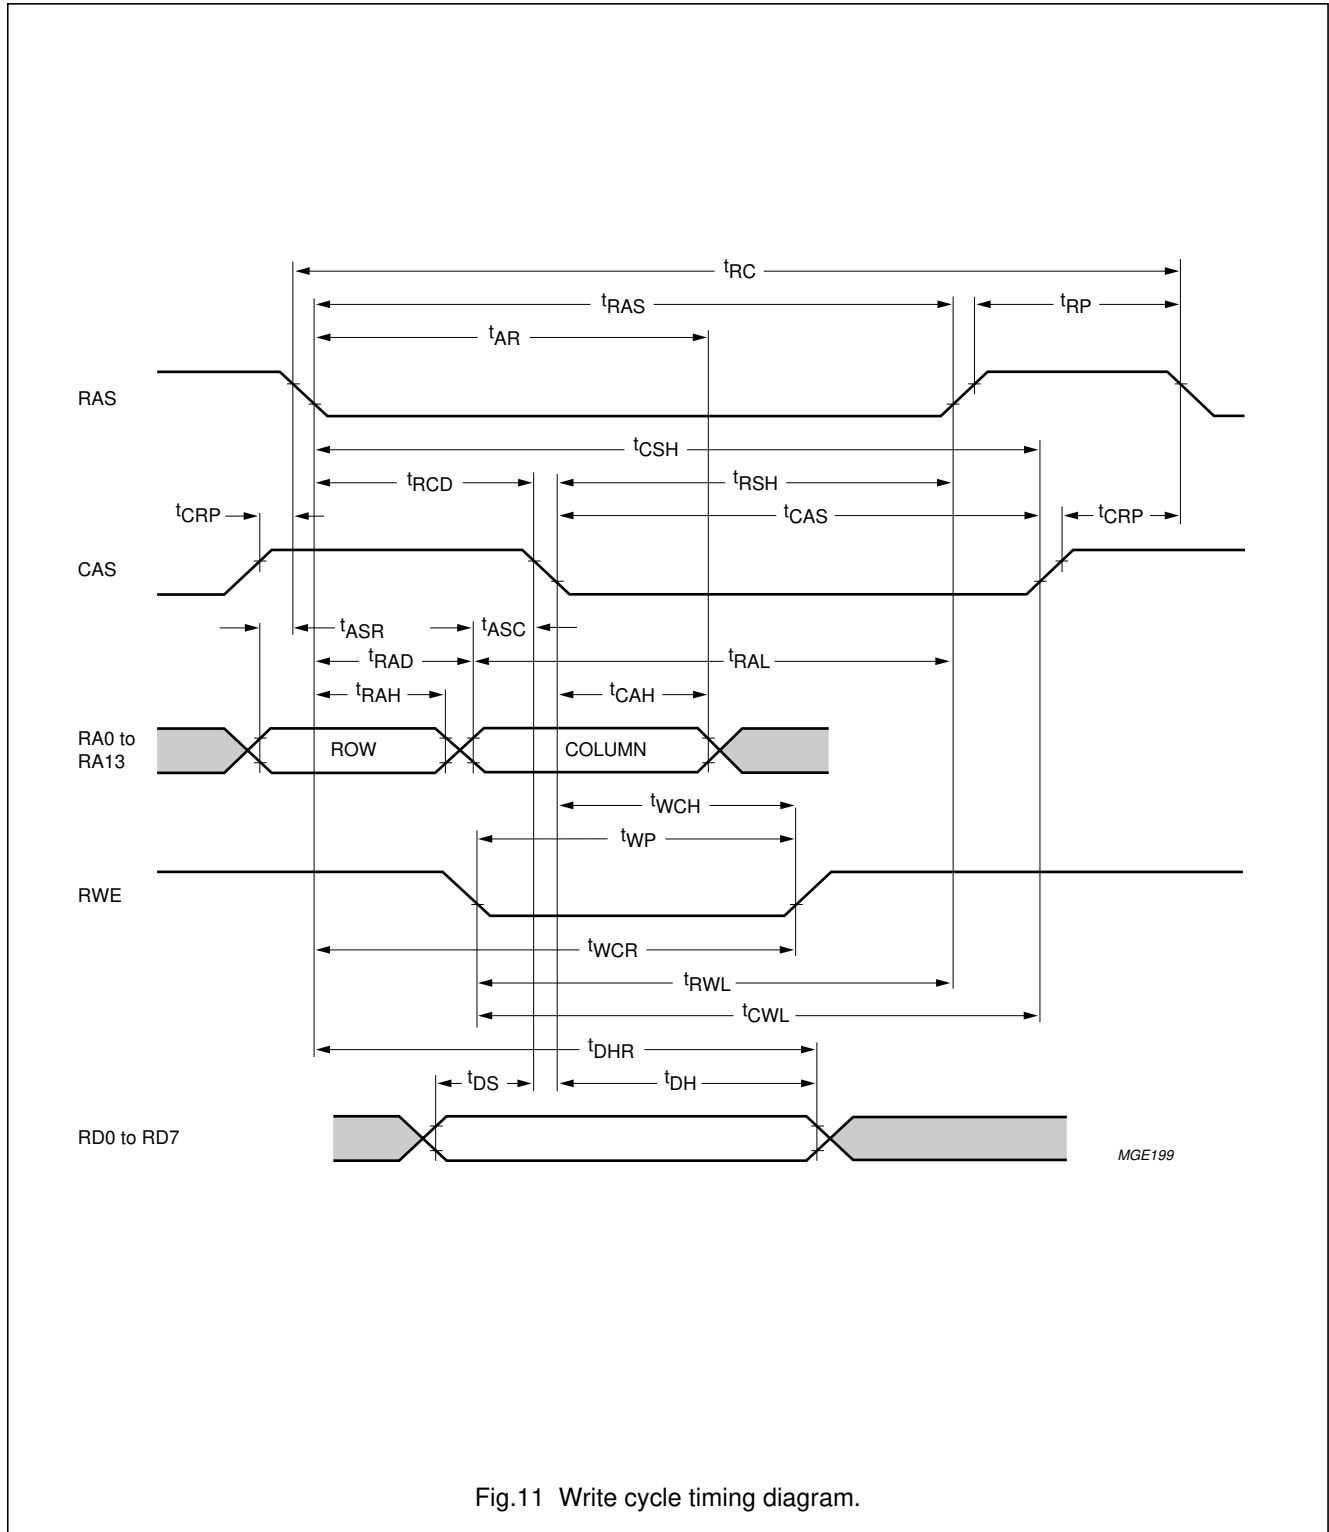 tRC
tRAS
tRP
tAR
RAS
tCSH
tRCD
tRSH
tCRP
tCAS
tCRP
CAS
tASR
tASC
tRAD
tRAL
tRAH
tCAH
RA0 to
RA13
ROW
COLUMN
tWCH
tWP
RWE
tWCR
tRWL
tCWL
tDHR
tDS
tDH
RD0 to RD7
MGE199
Fig.11 Write cycle timing diagram.